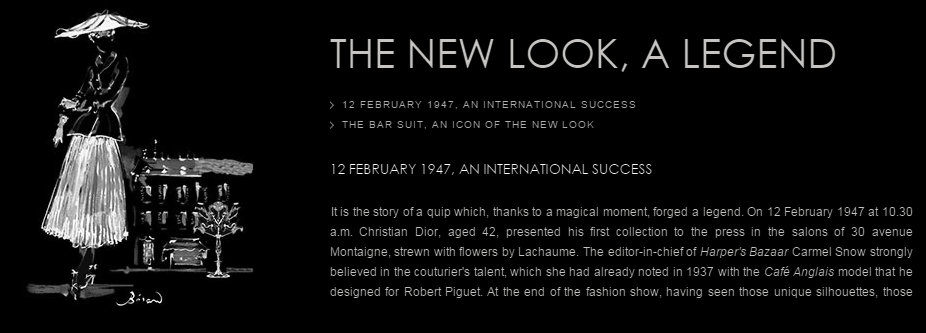 THE NEW LOOK, A LEGEND
12 FEBRUARY 1947, AN INTERNATIONAL SUCCESS
THE BAR SUIT, AN ICON OF THE NEW LOOK
12 FEBRUARY 1947, AN INTERNATIONAL SUCCESS
It is the story of a quip which, thanks to a magical moment, forged a legend. On 12 February 1947 at 10.30
a.m. Christian Dior, aged 42, presented his first collection to the press in the salons of 30 avenue
Montaigne, strewn with flowers by Lachaume. The editor-in-chief of Harper's Bazaar Carmel Snow strongly
believed in the couturier's talent, which she had already noted in 1937 with the Café Anglais model that he
designed for Robert Piguet. At the end of the fashion show, having seen those unique silhouettes, those